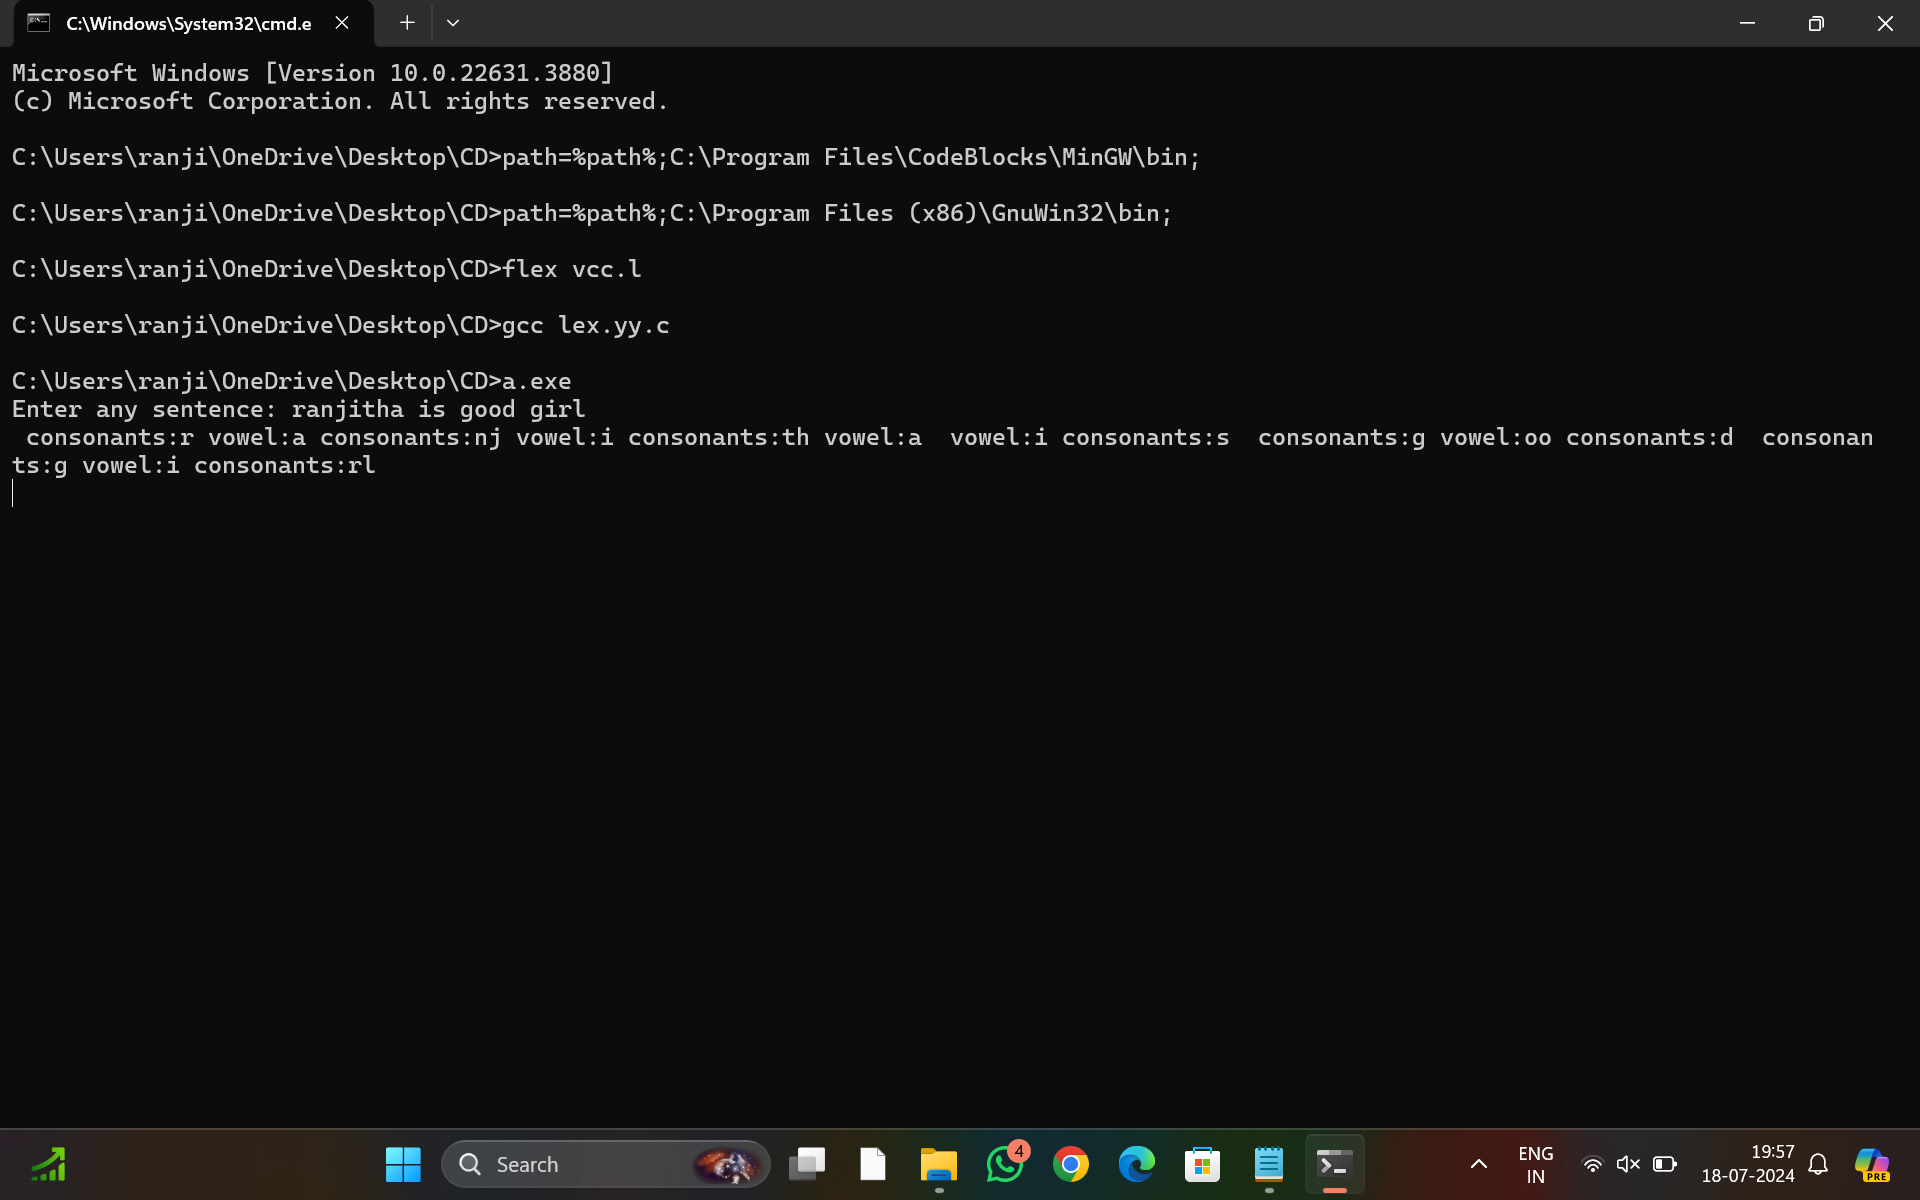 C:\Windows\System32\cmd.e
Microsoft Windows [Version 10.0.22631.3880]
(c) Microsoft Corporation. All rights reserved.
C:\Users\ranji\OneDrive\Desktop\CD>path=%path%;C:\Program Files\CodeBlocks\MinGW\bin;
C:\Users\ranji\OneDrive\Desktop\CD>path=%path%;C:\Program Files (x86)\GnuWin32\bin;
C:\Users\ranji\OneDrive\Desktop\CD>flex vcc.l
C:\Users\ranji\OneDrive\Desktop\CD>gcc lex.yy.c
C:\Users\ranji\OneDrive\Desktop\CD>a.exe
Enter any sentence: ranjitha is good girl
 consonants:r vowel:a consonants:nj vowel:i consonants:th vowel:a  vowel:i consonants:s  consonants:g vowel:oo consonants:d  consonan
ts:g vowel:i consonants:rl
Search
4
ENG
IN
19:57
18-07-2024
PRE